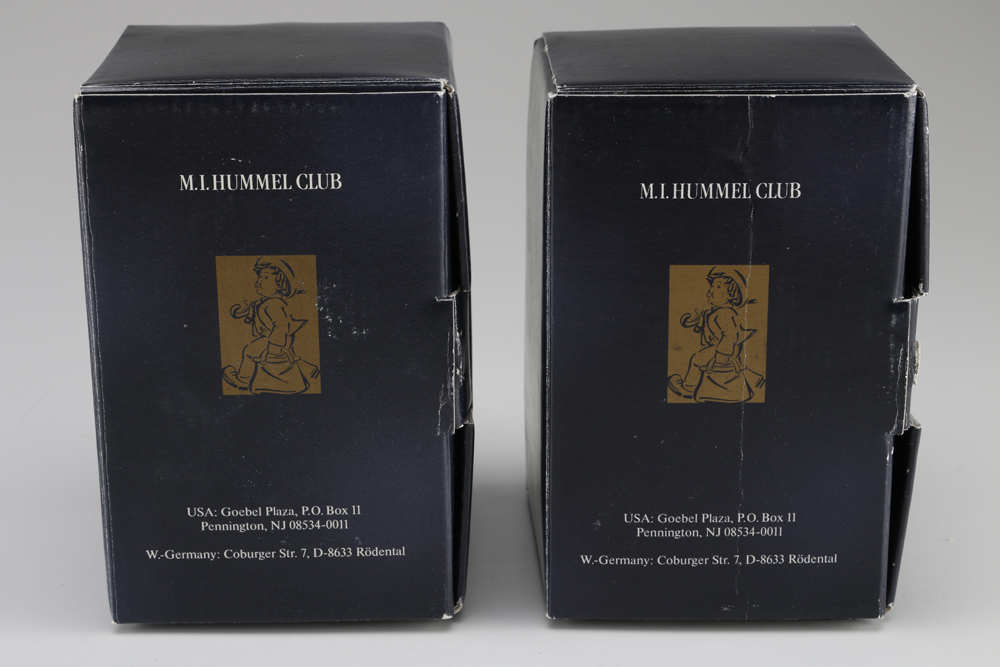 M.I. HUMMEL CLUB
USA: Goebel Plaza, P.O. Box 11
Pennington, NJ 08534-0011
W.-Germany: Coburger Str. 7, D-8633 Rödental
M.I. HUMMEL CLUB
USA: Goebel Plaza, P.O. Box 11
Pennington, NJ 08534-0011
W.-Germany: Coburger Str. 7, D-8633 Rödental